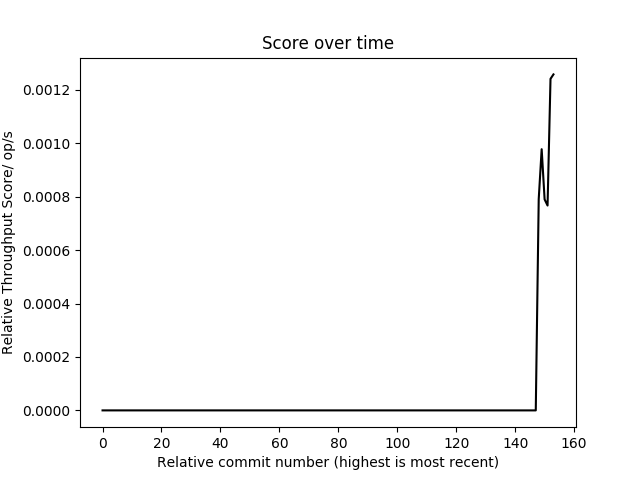 Score over time
Relative Throughput Score/ op/s
0.0012
0.0010
0.0008
0.0006
0.0004
0.0002
0.0000
0 20 40 60 80 100 120 140 160
Relative commit number (highest is most recent)